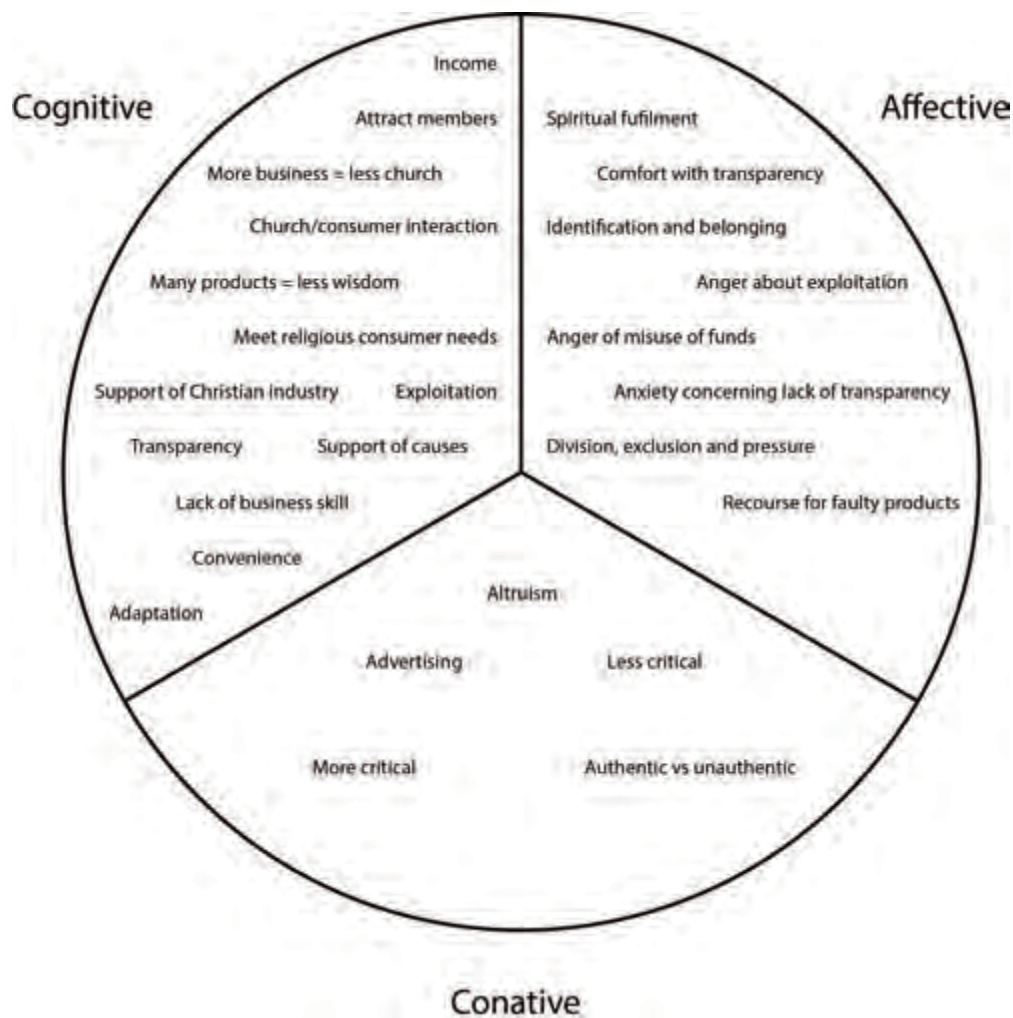 Cognitive
Income
Attract members
More business = less church
Church/consumer interaction
Many products = less wisdom
Meet religious consumer needs
Support of Christian industry
Exploitation
Transparency
Support of causes
Lack of business skill
Convenience
Adaptation
Affective
Spiritual fufilment
Comfort with transparency
Identification and belonging
Anger about exploitation
Anger of misuse of funds
Anxiety concerning lack of transparency
Division, exclusion and pressure
Recourse for faulty products
Altruism
Advertising
Less critical
More critical
Authentic vs unauthentic
Conative